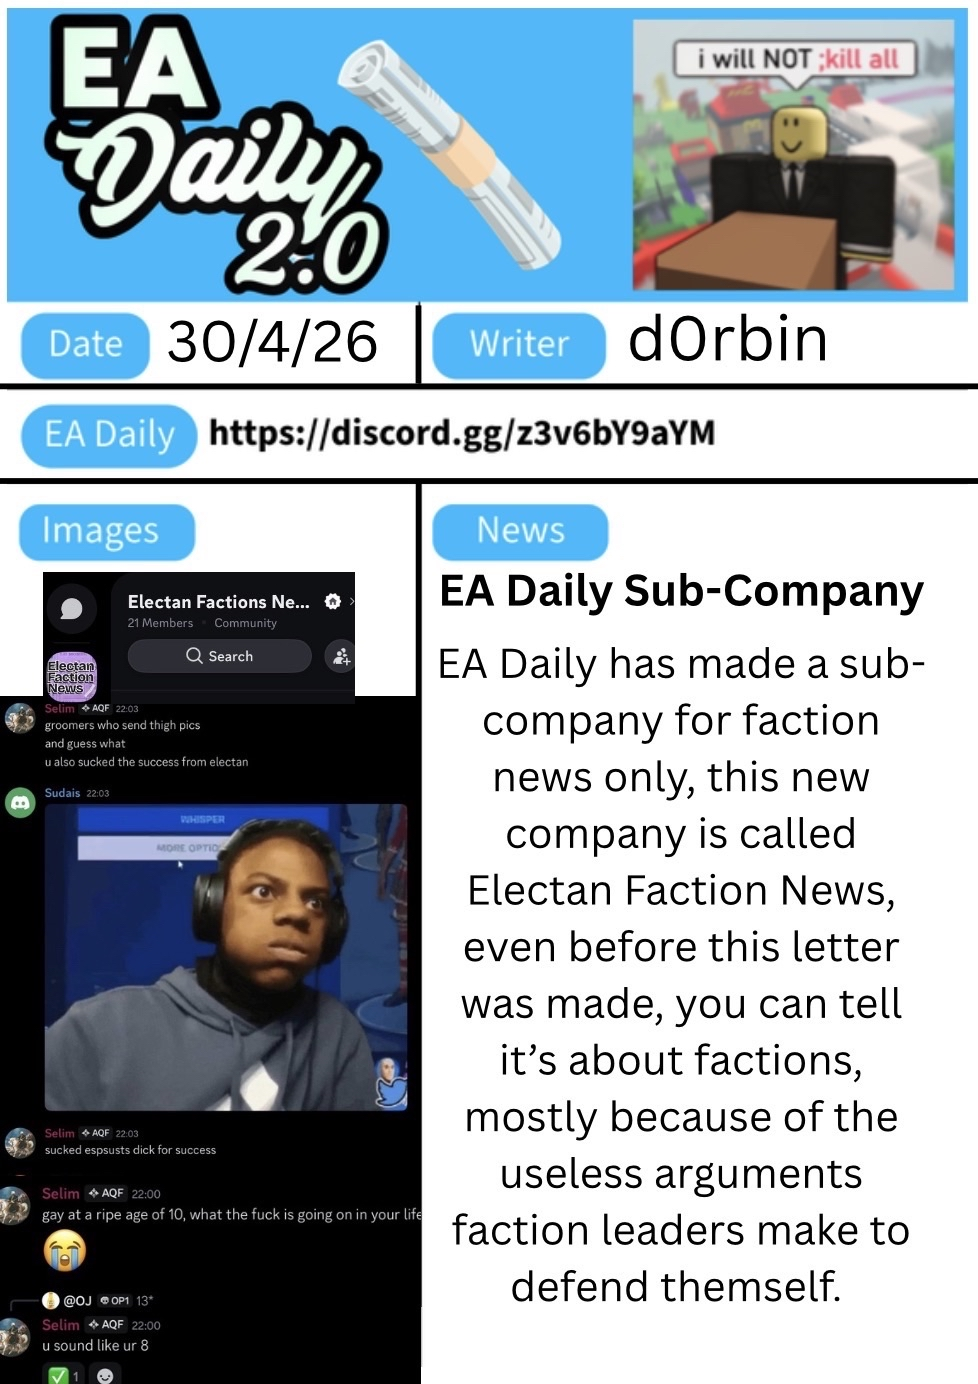 EA
Daily
2.0
i will NOT ;kill all
Date 30/4/26
Writer d0rbin
EA Daily https://discord.gg/z3v6bY9aYM
Images
Electan Factions Ne...
21 Members Community
Search
Electan
Faction
News
Selim AQF 22:03
groomers who send thigh pics
and guess what
u also sucked the success from electan
Sudais 22:03
WHISPER
MORE OPTIO
Selim AQF 22:03
sucked espsusts dick for success
Selim AQF 22:00
gay at a ripe age of 10, what the fuck is going on in your life
@OJ OP1 13*
Selim AQF 22:00
u sound like ur 8
1
News
EA Daily Sub-Company
EA Daily has made a sub-
company for faction
news only, this new
company is called
Electan Faction News,
even before this letter
was made, you can tell
it’s about factions,
mostly because of the
useless arguments
faction leaders make to
defend themself.